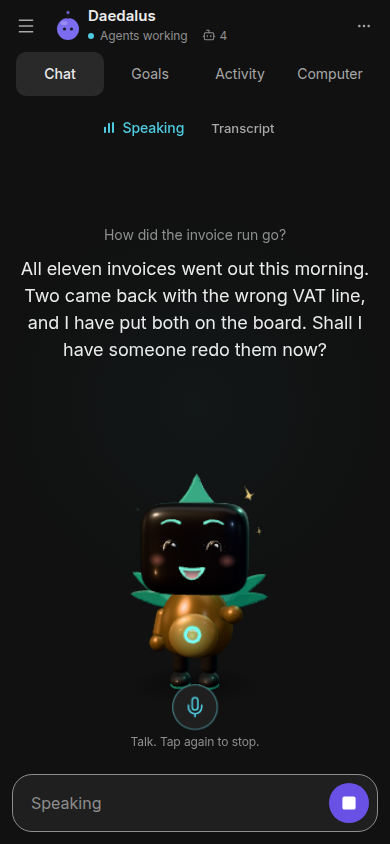 Daedalus
Agents working 4
Chat Goals Activity Computer
Speaking Transcript
How did the invoice run go?
All eleven invoices went out this morning.
Two came back with the wrong VAT line,
and I have put both on the board. Shall I
have someone redo them now?
Talk. Tap again to stop.
Speaking